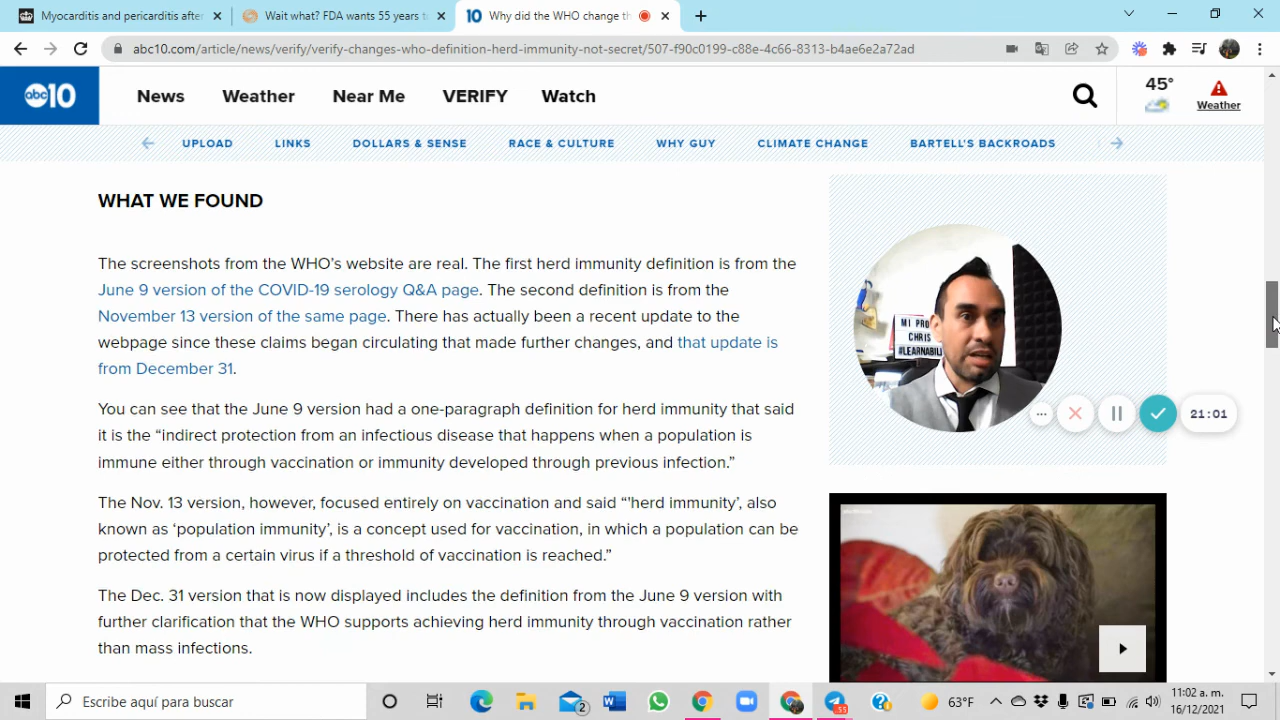 Myocarditis and pericarditis after
Wait what? FDA wants 55 years to
10 Why did the WHO change th
abc10.com/article/news/verify/verify-changes-who-definition-herd-immunity-not-secret/507-f90c0199-c88e-4c66-8313-b4ae6e2a72ad
abc10 News Weather Near Me VERIFY Watch
45°
Weather
UPLOAD LINKS DOLLARS & SENSE RACE & CULTURE WHY GUY CLIMATE CHANGE BARTELL'S BACKROADS
WHAT WE FOUND
The screenshots from the WHO's website are real. The first herd immunity definition is from the
June 9 version of the COVID-19 serology Q&A page. The second definition is from the
November 13 version of the same page. There has actually been a recent update to the
webpage since these claims began circulating that made further changes, and that update is
from December 31.
You can see that the June 9 version had a one-paragraph definition for herd immunity that said
it is the “indirect protection from an infectious disease that happens when a population is
immune either through vaccination or immunity developed through previous infection.”
The Nov. 13 version, however, focused entirely on vaccination and said “'herd immunity’, also
known as ‘population immunity’, is a concept used for vaccination, in which a population can be
protected from a certain virus if a threshold of vaccination is reached.”
The Dec. 31 version that is now displayed includes the definition from the June 9 version with
further clarification that the WHO supports achieving herd immunity through vaccination rather
than mass infections.
MI PRO
CHRIS
#LEARNABIL
21:01
Escribe aquí para buscar
2
55
63°F
11:02 a. m.
16/12/2021